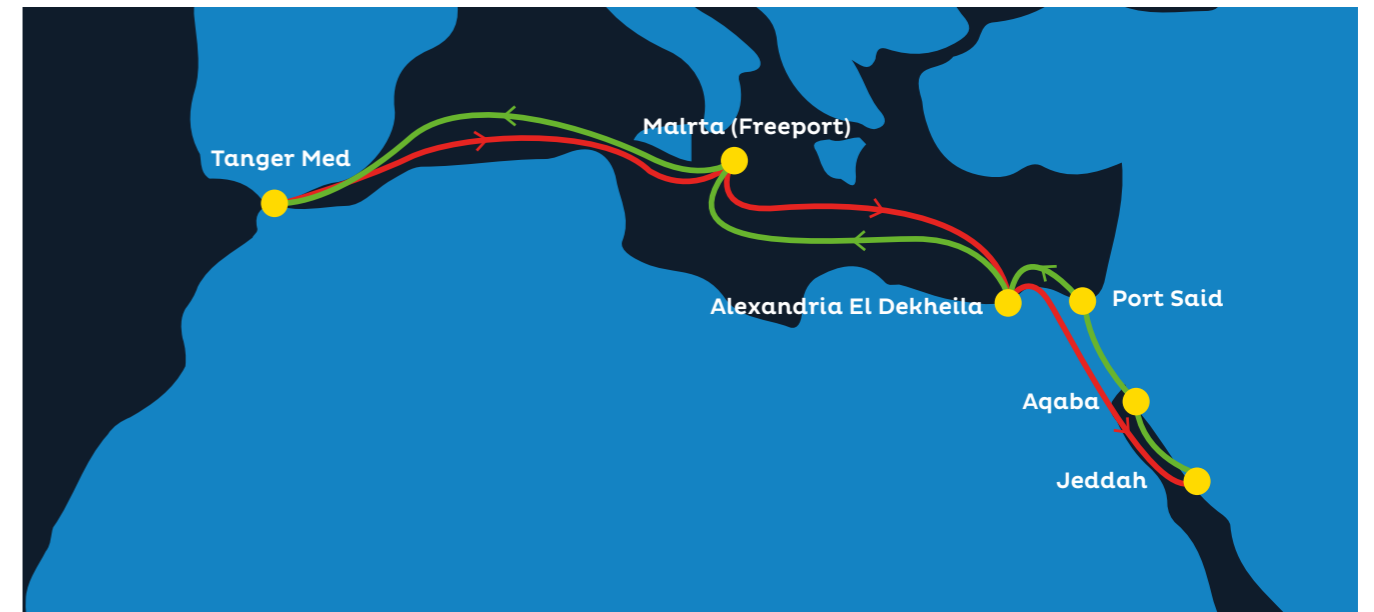 Malrta (Freeport)
Tanger Med
Port Said
Alexandria El Dekheila
Aqaba
Jeddah